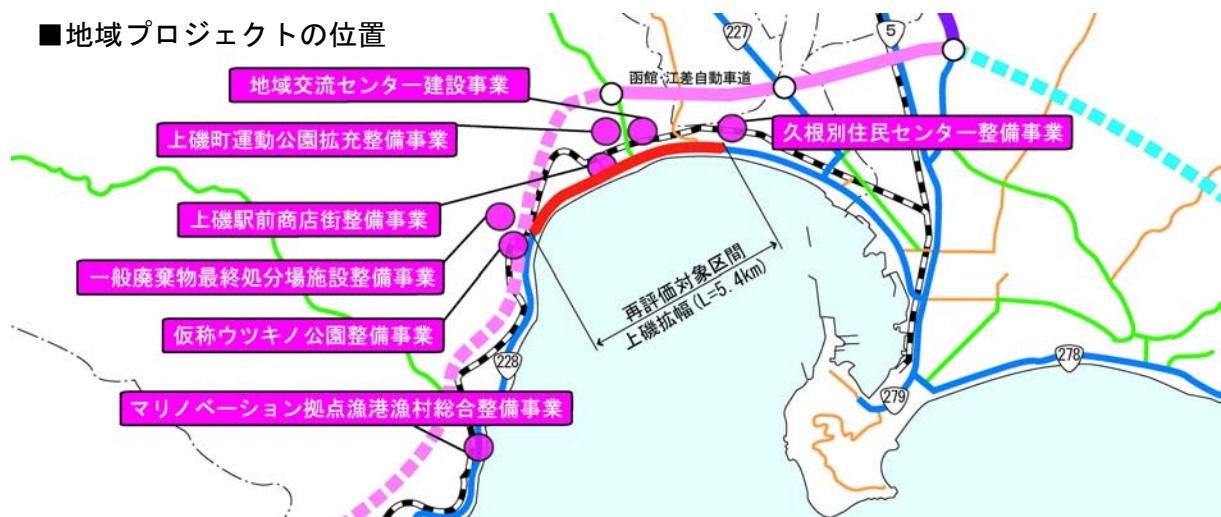 ■地域プロジェクトの位置
227
5
函館・江差自動車道
地域交流センター建設事業
上磯町運動公園拡充整備事業
久根別住民センター整備事業
上磯駅前商店街整備事業
一般廃棄物最終処分場施設整備事業
再評価対象区間
上磯拡幅(L=5.4km)
仮称ウツキノ公園整備事業
228
278
279
マリノベーション拠点漁港漁村総合整備事業